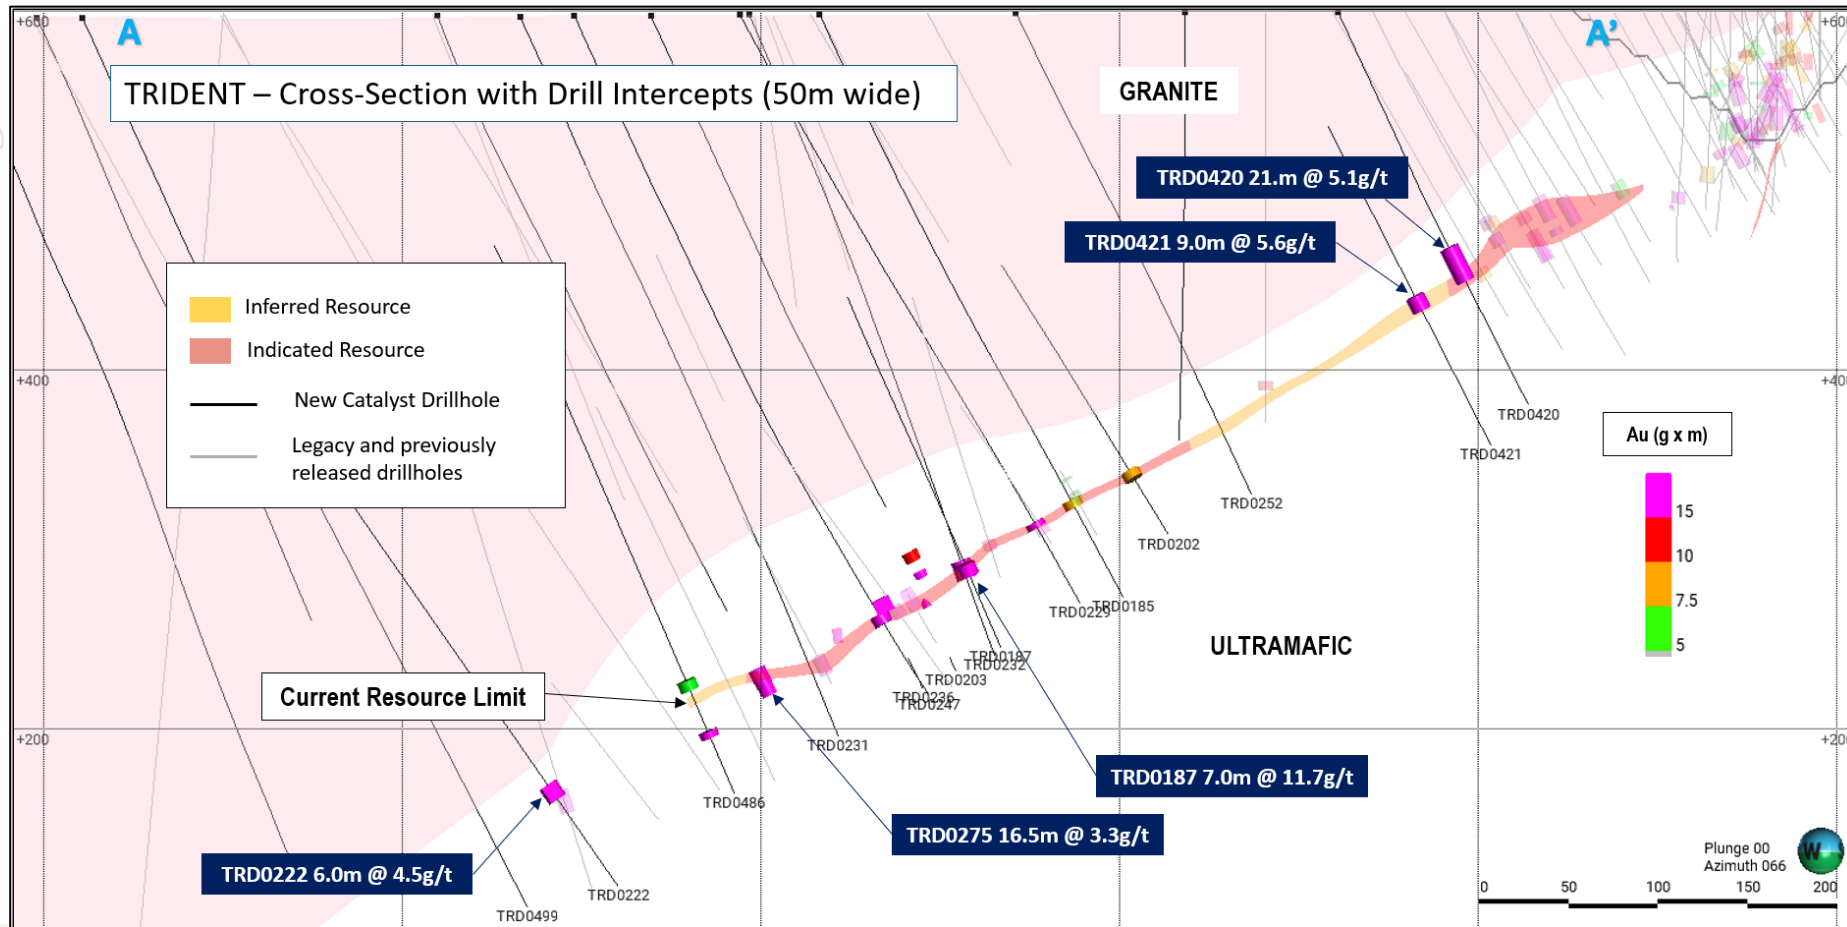 +600
A
A’
+60
TRIDENT – Cross-Section with Drill Intercepts (50m wide)
GRANITE
TRD0420 21.m @ 5.1g/t
TRD0421 9.0m @ 5.6g/t
Inferred Resource
Indicated Resource
New Catalyst Drillhole
Legacy and previously
released drillholes
+400
+40
TRD0420
TRD0421
Au (g x m)
15
10
7.5
5
TRD0252
TRD0202
TRD0229
TRD0185
ULTRAMAFIC
TRD0187
TRD0232
TRD0203
TRD0236
TRD0247
Current Resource Limit
+200
+20
TRD0231
TRD0187 7.0m @ 11.7g/t
TRD0486
TRD0275 16.5m @ 3.3g/t
TRD0222 6.0m @ 4.5g/t
TRD0222
TRD0499
Plunge 00
Azimuth 066
W
0 50 100 150 200